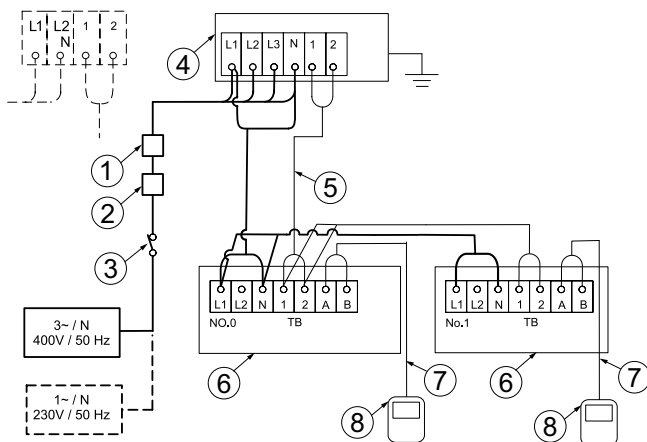 L1 L2 N 1 2
L1 L2 L3 N 1 2
4
1
2
3
5
L1 L2 N 1 2 A B
NO.0 TB
L1 L2 N 1 2 A B
No.1 TB
3~ / N
400V / 50 Hz
1~ / N
230V / 50 Hz
6
7
8
6
7
8